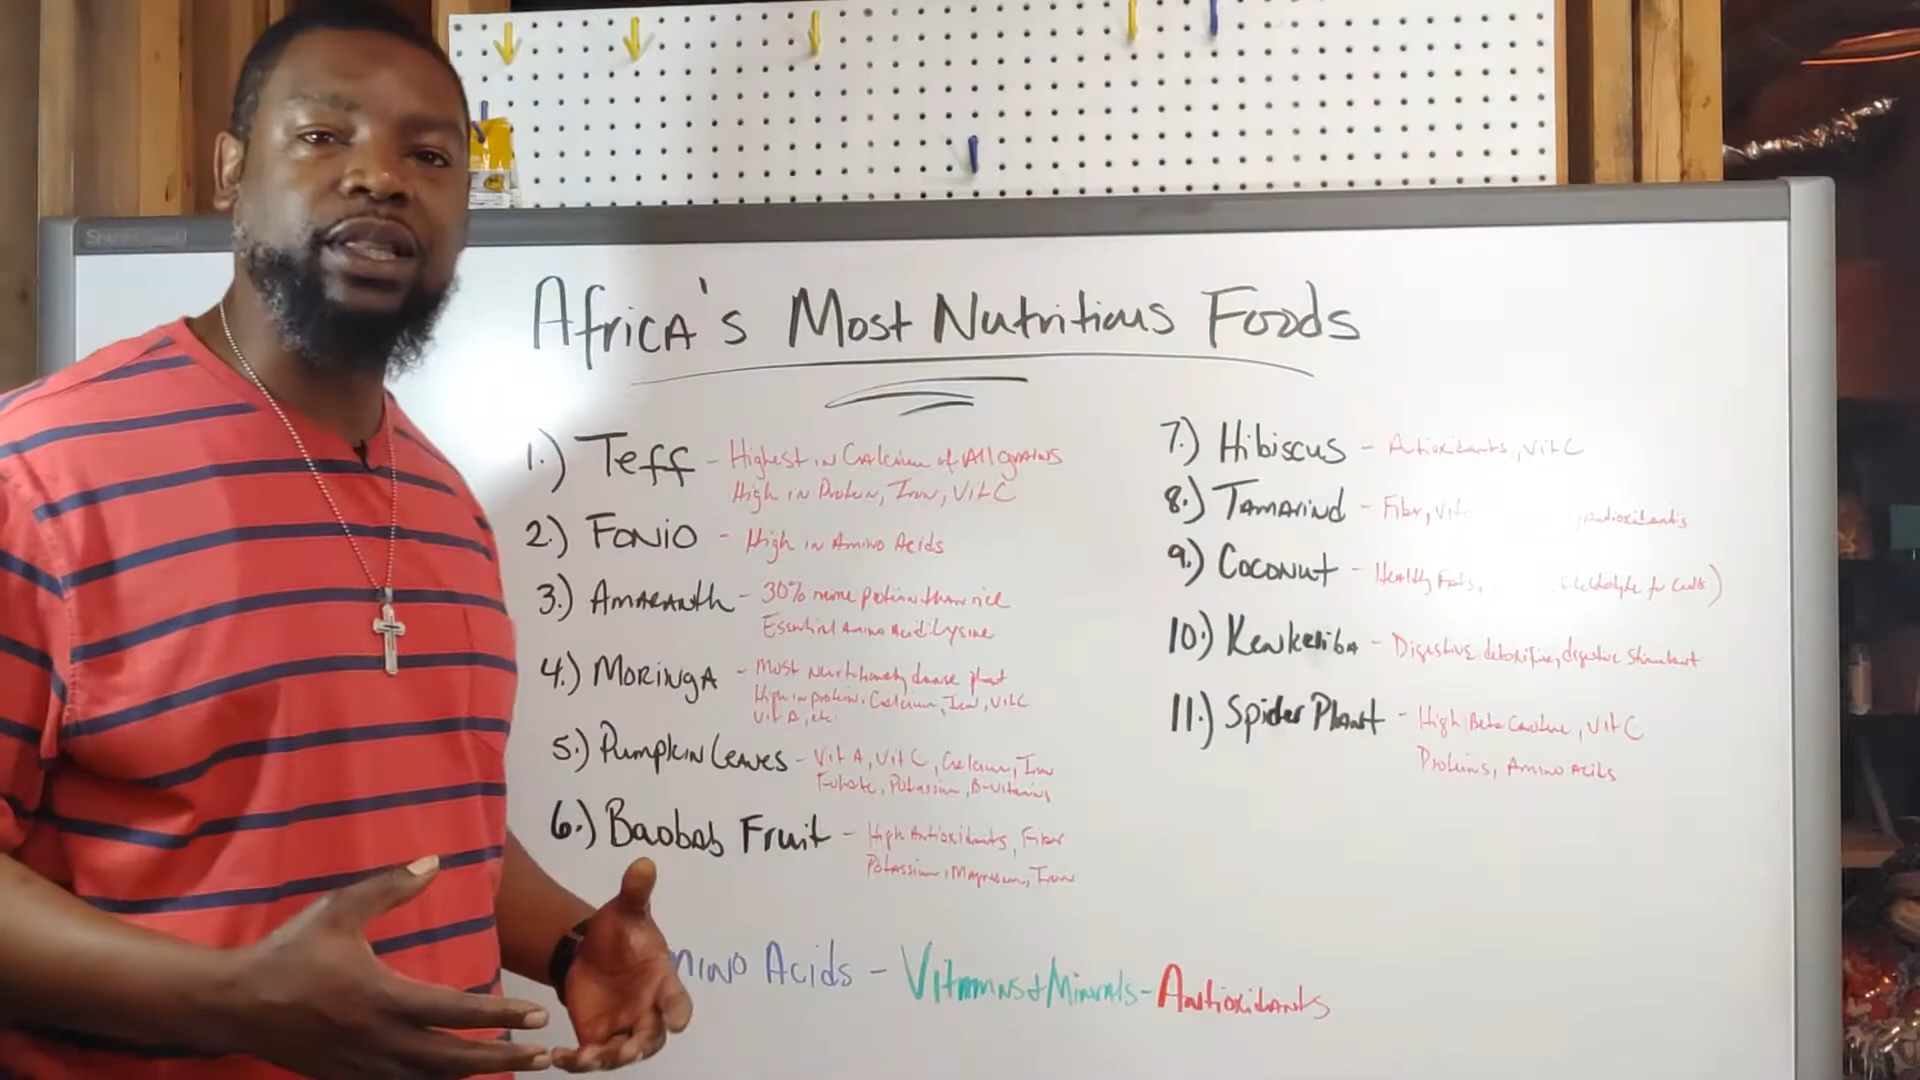 Africa's Most Nutritious Foods
1.) Teff - Highest in Calcium of All grains
High in Protein, Iron, Vit C
2.) Fonio - High in Amino Acids
3.) Amaranth - 30% more protein than rice
Essential Amino Acid: Lysine
4.) Moringa - Most Nutritionally dense plant
High in protein, Calcium, Iron, Vit C
Vit A, etc.
5.) Pumpkin Leaves - Vit A, Vit C, Calcium, Iron
Folate, Potassium, B-vitamins
6.) Baobab Fruit - High Antioxidants, Fiber
Potassium, Magnesium, Iron
7.) Hibiscus - Antioxidants, Vit C
8.) Tamarind - Fiber, Vit C , Antioxidants
9.) Coconut - Healthy Fats, Electrolyte for
10.) Kenkeliba - Digestive detoxifier, digestive stimulant
11.) Spider Plant - High Beta Carotene, Vit C
Proteins, Amino Acids
mino Acids - Vitamins + Minerals - Antioxidants